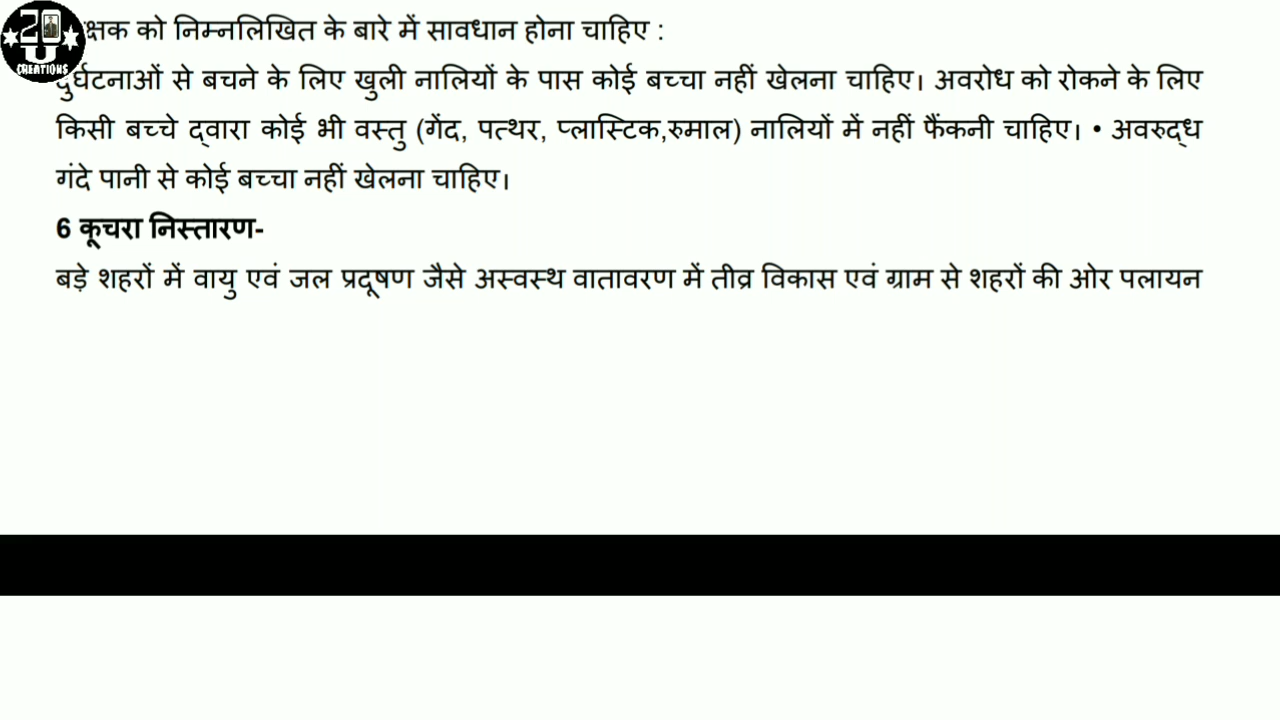 20
U
CREATIONS
को निम्नलिखित के बारे में सावधान होना चाहिए :
दुर्घटनाओं से बचने के लिए खुली नालियों के पास कोई बच्चा नहीं खेलना चाहिए। अवरोध को रोकने के लिए
किसी बच्चे द्वारा कोई भी वस्तु (गेंद, पत्थर, प्लास्टिक,रुमाल) नालियों में नहीं फैंकनी चाहिए। • अवरुद्ध
गंदे पानी से कोई बच्चा नहीं खेलना चाहिए।
6 कूचरा निस्तारण-
बड़े शहरों में वायु एवं जल प्रदूषण जैसे अस्वस्थ वातावरण में तीव्र विकास एवं ग्राम से शहरों की ओर पलायन